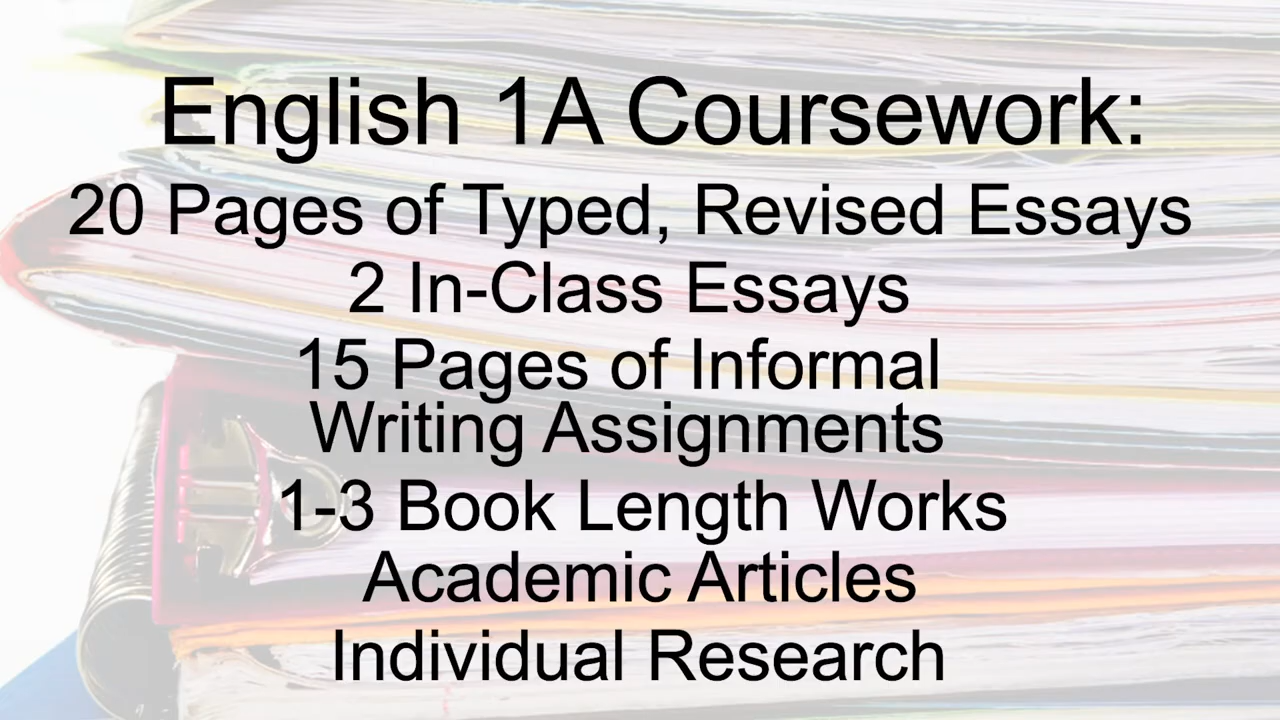 English 1A Coursework:
20 Pages of Typed, Revised Essays
2 In-Class Essays
15 Pages of Informal
Writing Assignments
1-3 Book Length Works
Academic Articles
Individual Research